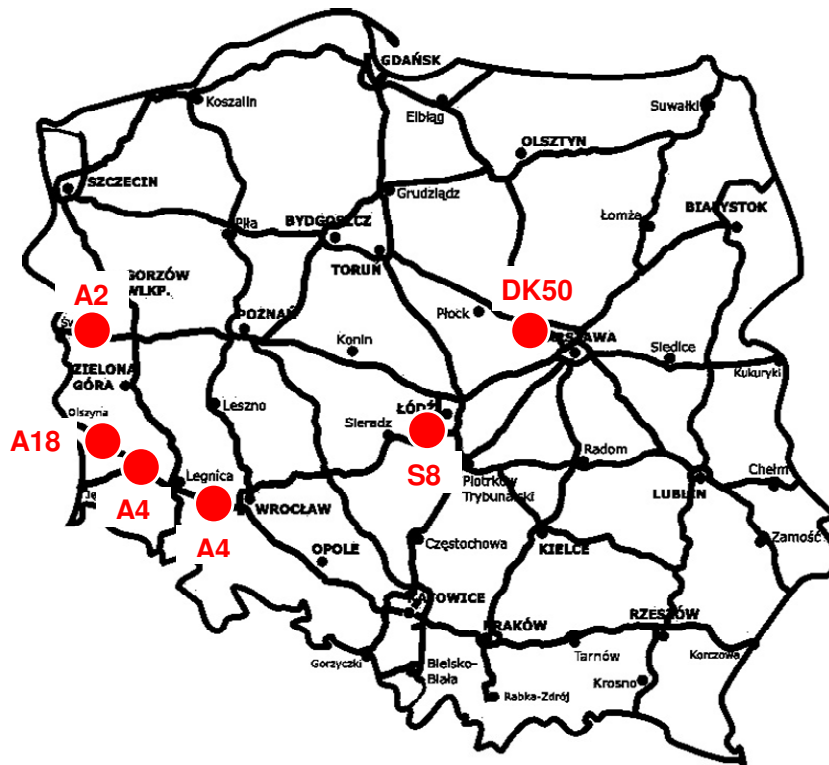 GDAŃSK
Koszalin
Elbląg
Suwałki
OLSZTYN
SZCZECIN
Grudziądz
Piła
BYDGOSZCZ
Łomża
BIAŁYSTOK
TORUŃ
GORZÓW
WLKP.
A2
DK50
Płock
POZNAŃ
Konin
Siedlce
Kukuryki
ZIELONA
GÓRA
Leszno
Olszyna
ŁÓDŹ
Sieradz
A18
S8
Radom
Piotrków
Trybunalski
Legnica
A4
LUBLIN
Chełm
WROCŁAW
A4
OPOLE
Częstochowa
KIELCE
Zamość
KATOWICE
KRAKÓW
RZESZÓW
Gorzyczki
Bielsko-
Biała
Tarnów
Korczowa
Krosno
Rabka-Zdrój